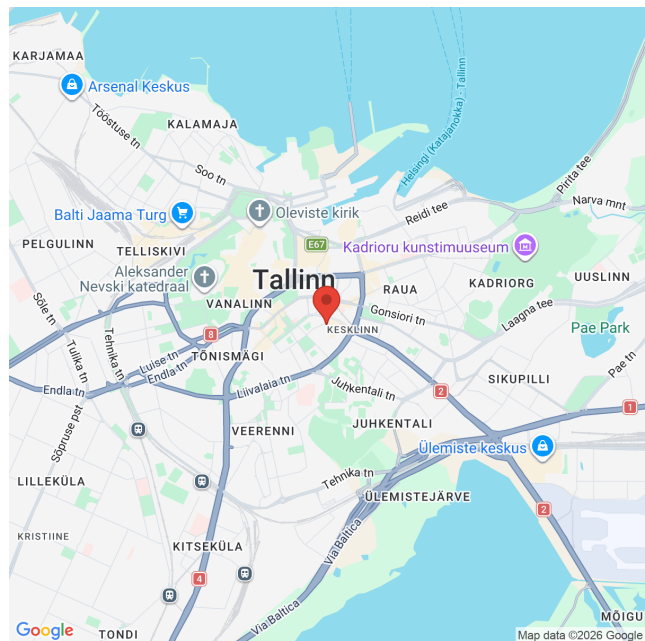 KARJAMAA
Arsenal Keskus
Tööstuse tn
KALAMAJA
Soo tn
Helsingi (Katajanokka) - Tallinn
Pirita tee
Narva mnt
Reidi tee
Oleviste kirik
Balti Jaama Turg
PELGULINN
TELLISKIVI
E67
Kadrioru kunstimuuseum
Aleksander
Nevski katedraal
Tallinn
RAUA
KADRIORG
UUSLINN
VANALINN
Gonsiori tn
Laagna tee
Pae Park
Sõle tn
Tulika tn
Tehnika tn
8
KESKLINN
TÕNISMÄGI
Luise tn
Endla tn
Endla tn
Liivalaia tn
Juhkentali tn
SIKUPILLI
Pae tn
2
1
Sõpruse pst
VEERENNI
JUHKENTALI
Ülemiste keskus
LILLEKÜLA
Tehnika tn
ÜLEMISTEJÄRVE
2
KRISTIINE
KITSEKÜLA
Via Baltica
4
Via Baltica
MÕIGU
TONDI
Google
Map data ©2026 Google